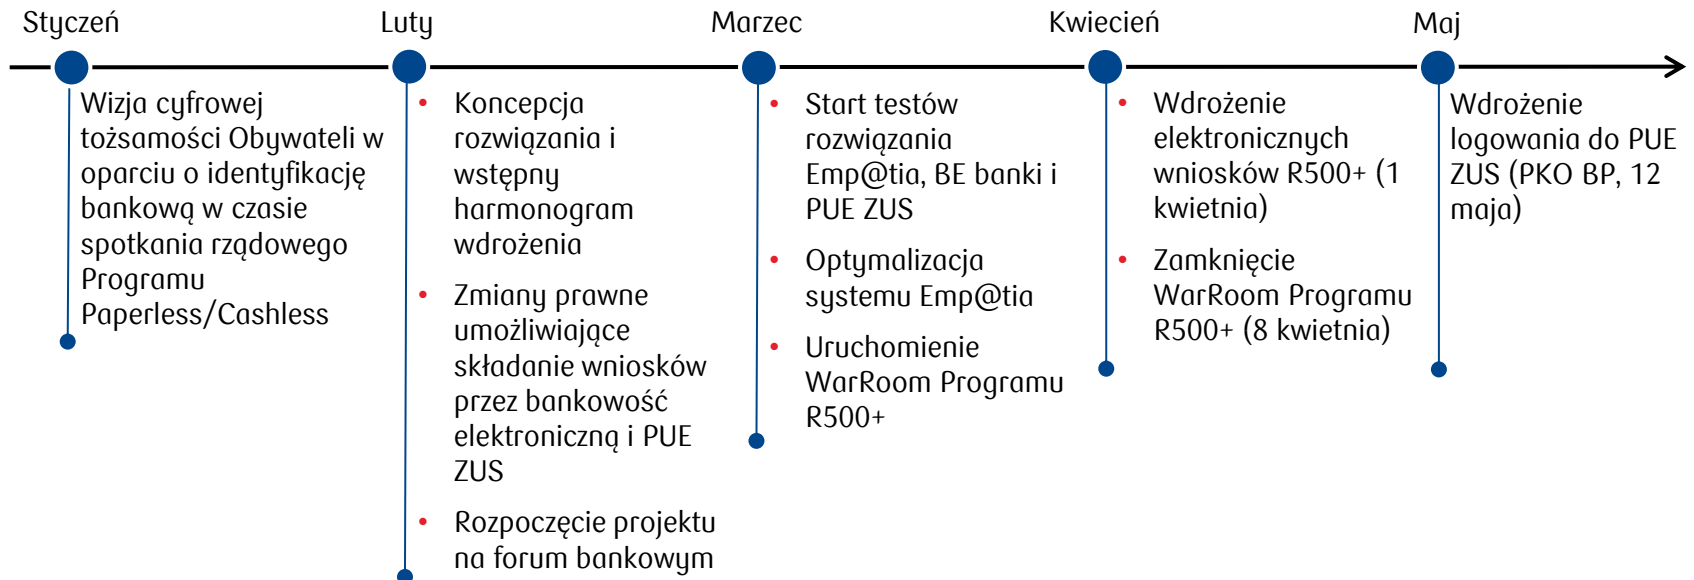 Styczeń
Wizja cyfrowej
tożsamości Obywateli w
oparciu o identyfikację
bankową w czasie
spotkania rządowego
Programu
Paperless/Cashless
Luty
• Koncepcja
rozwiązania i
wstępny
harmonogram
wdrożenia
• Zmiany prawne
umożliwiające
składanie wniosków
przez bankowość
elektroniczną i PUE
ZUS
• Rozpoczęcie projektu
na forum bankowym
Marzec
• Start testów
rozwiązania
Emp@tia, BE banki i
PUE ZUS
• Optymalizacja
systemu Emp@tia
• Uruchomienie
WarRoom Programu
R500+
Kwiecień
• Wdrożenie
elektronicznych
wniosków R500+ (1
kwietnia)
• Zamknięcie
WarRoom Programu
R500+ (8 kwietnia)
Maj
Wdrożenie
logowania do PUE
ZUS (PKO BP, 12
maja)